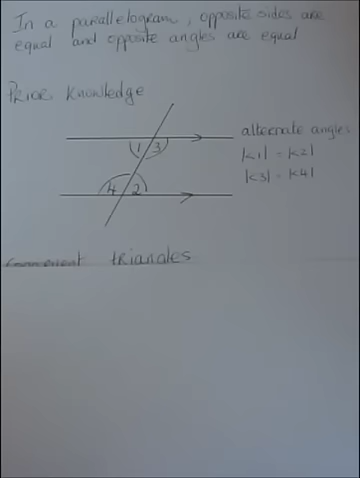 In a parallelogram, opposite sides are
equal and opposite angles are equal
Prior Knowledge
alternate angles
1 3
|∠1| = |∠2|
4 2
|∠3| = |∠4|
triangles